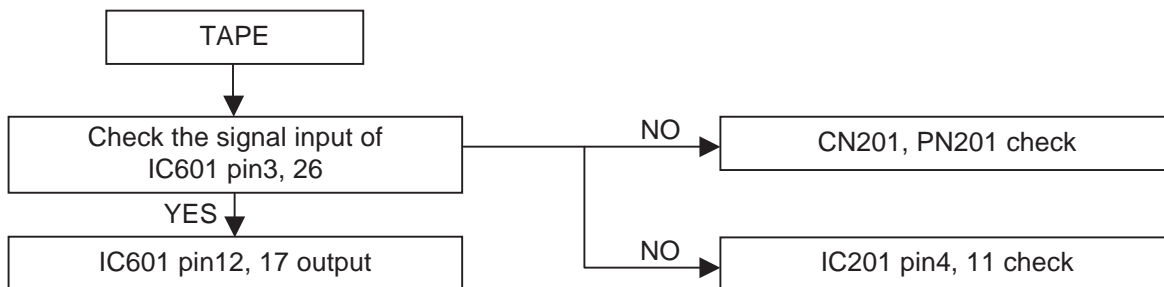 TAPE
Check the signal input of
IC601 pin3, 26
NO
CN201, PN201 check
YES
IC601 pin12, 17 output
NO
IC201 pin4, 11 check